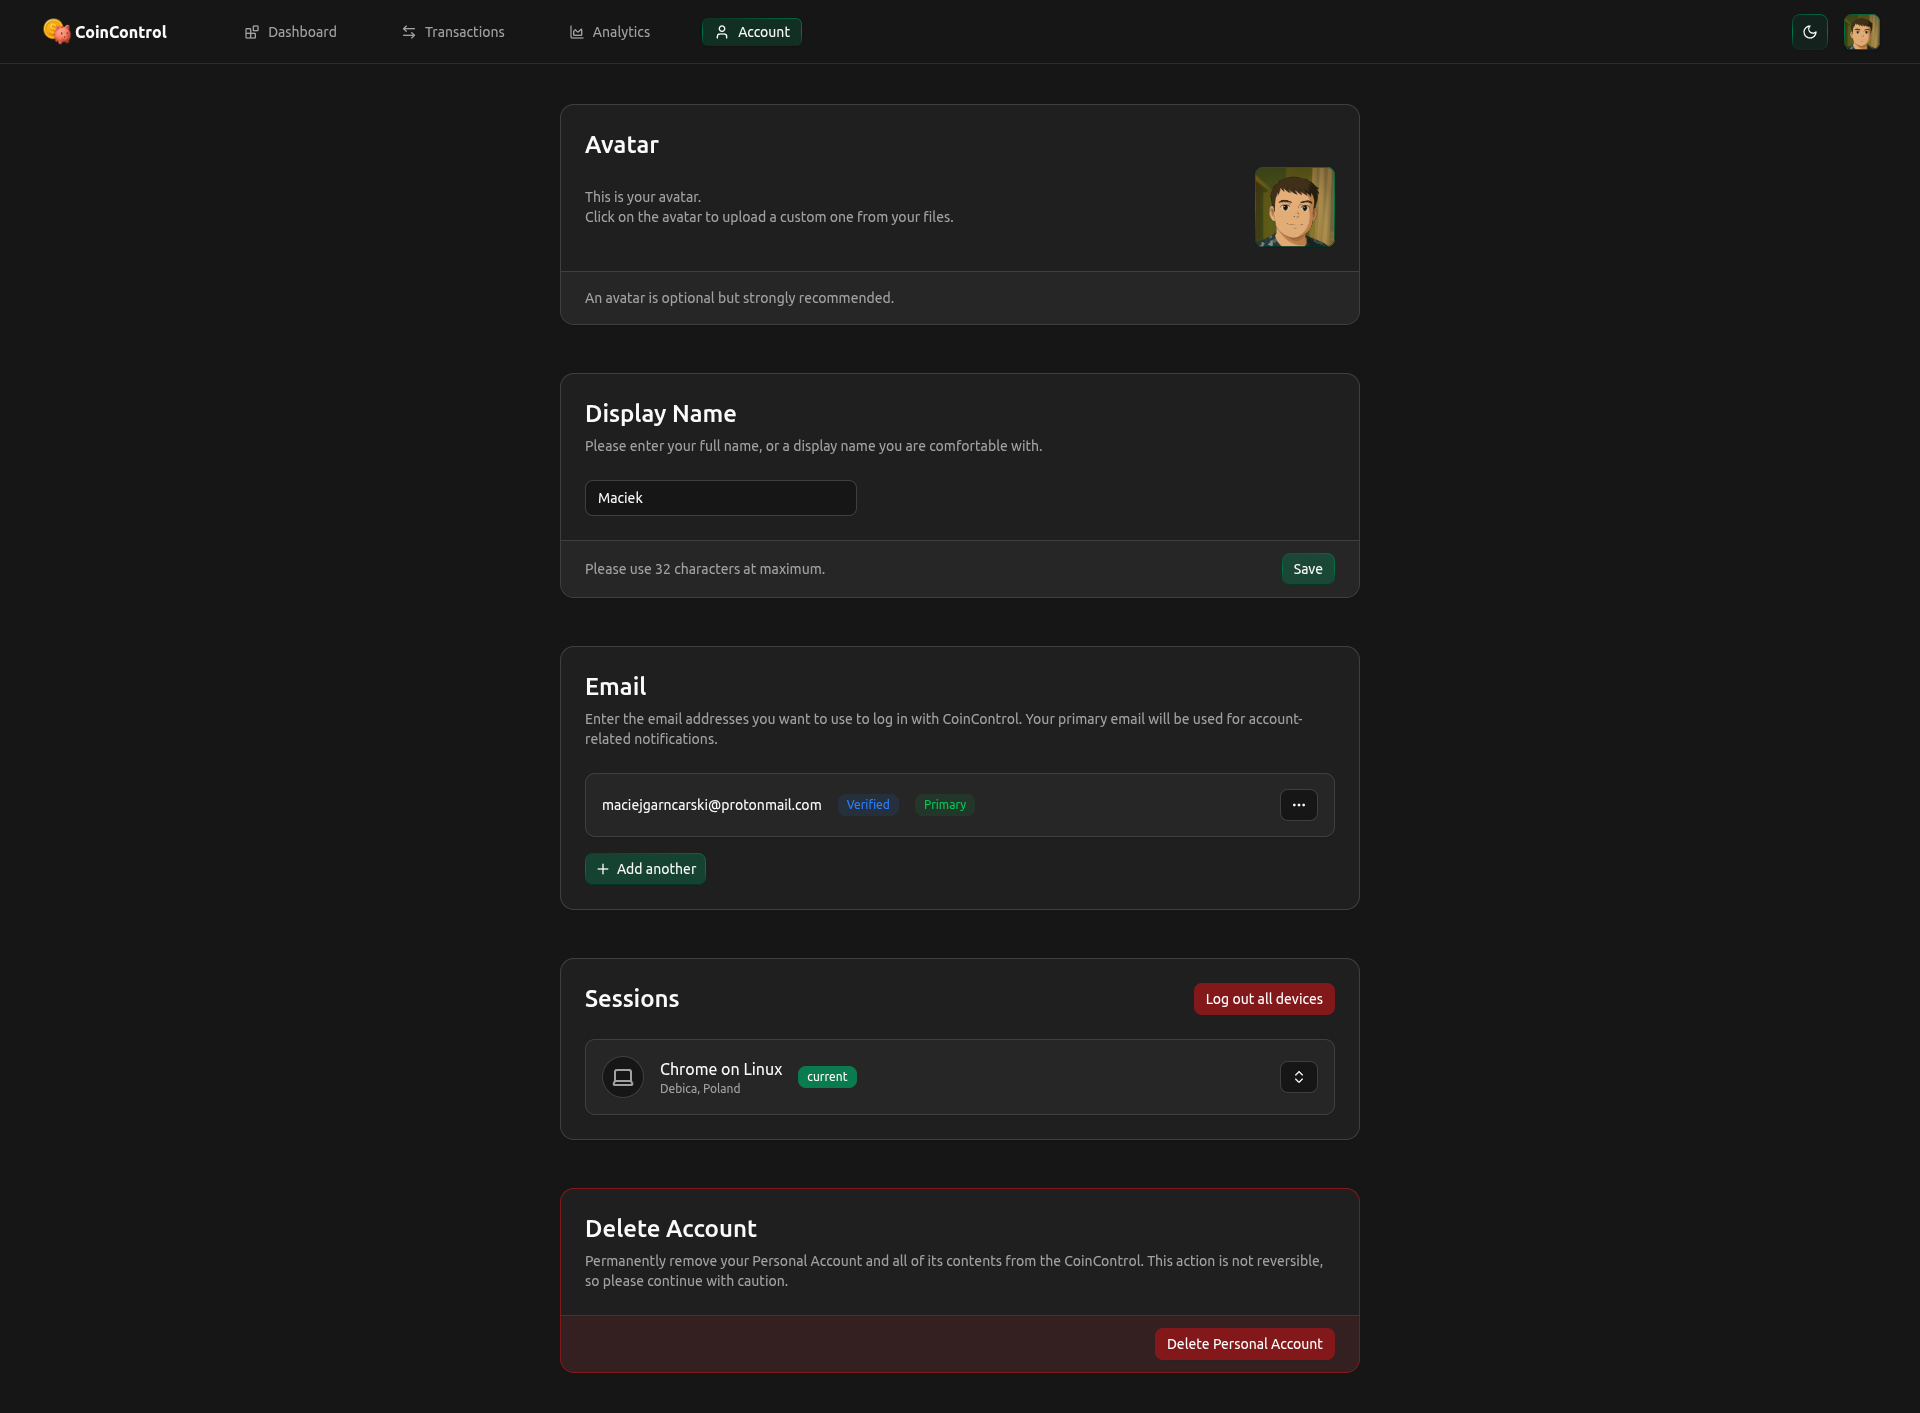 CoinControl
Dashboard
Transactions
Analytics
Account
Avatar
This is your avatar.
Click on the avatar to upload a custom one from your files.
An avatar is optional but strongly recommended.
Display Name
Please enter your full name, or a display name you are comfortable with.
Maciek
Please use 32 characters at maximum.
Save
Email
Enter the email addresses you want to use to log in with CoinControl. Your primary email will be used for account-
related notifications.
maciejgarncarski@protonmail.com Verified Primary
Add another
Sessions
Log out all devices
Chrome on Linux current
Debica, Poland
Delete Account
Permanently remove your Personal Account and all of its contents from the CoinControl. This action is not reversible,
so please continue with caution.
Delete Personal Account